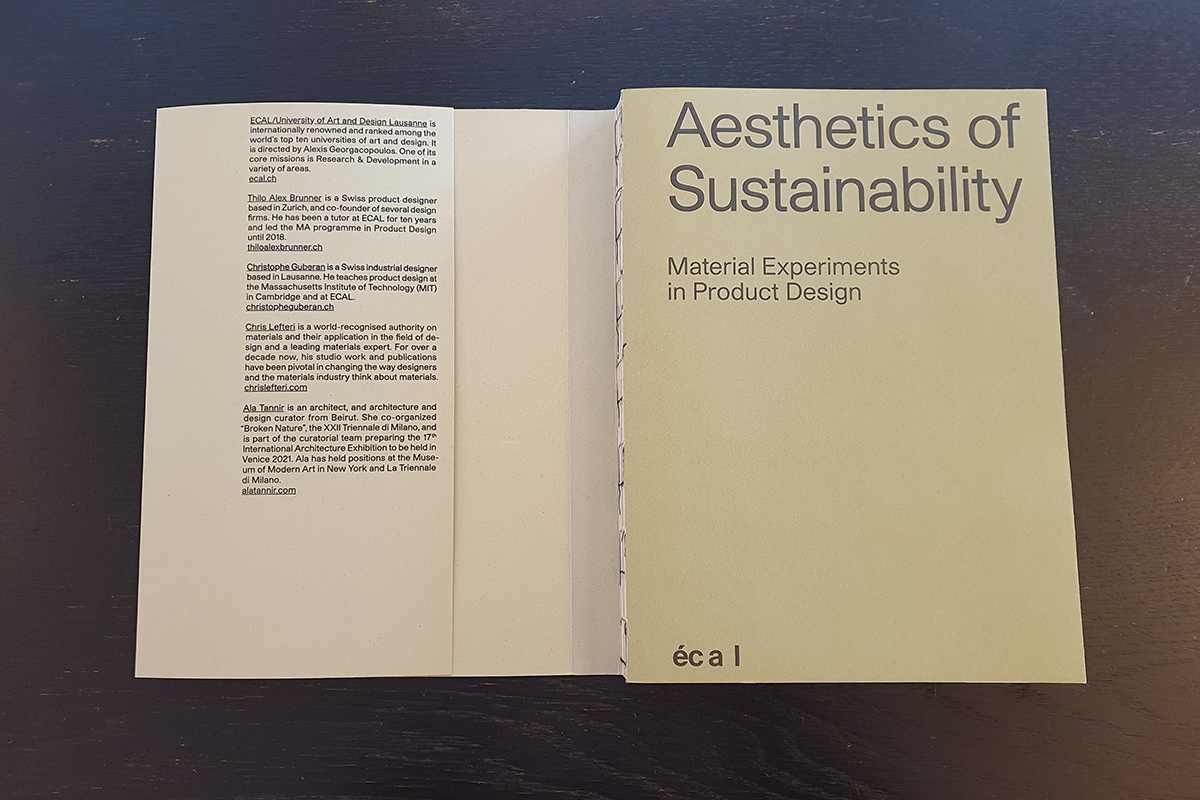 ECAL/University of Art and Design Lausanne is
internationally renowned and ranked among the
world's top ten universities of art and design. It
is directed by Alexis Georgacopoulos. One of its
core missions is Research & Development in a
variety of areas.
ecal.ch
Thilo Alex Brunner is a Swiss product designer
based in Zurich, and co-founder of several design
firms. He has been a tutor at ECAL for ten years
and led the MA programme in Product Design
until 2018.
thiloalexbrunner.ch
Christophe Guberan is a Swiss industrial designer
based in Lausanne. He teaches product design at
the Massachusetts Institute of Technology (MIT)
in Cambridge and at ECAL.
christopheguberan.ch
Chris Lefteri is a world-recognised authority on
materials and their application in the field of de-
sign and a leading materials expert. For over a
decade now, his studio work and publications
have been pivotal in changing the way designers
and the materials industry think about materials.
chrislefteri.com
Ala Tannir is an architect, and architecture and
design curator from Beirut. She co-organized
"Broken Nature", the XXII Triennale di Milano, and
is part of the curatorial team preparing the 17th
International Architecture Exhibition to be held in
Venice 2021. Ala has held positions at the Muse-
um of Modern Art in New York and La Triennale
di Milano.
alatannir.com
Aesthetics of
Sustainability
Material Experiments
in Product Design
éc a l